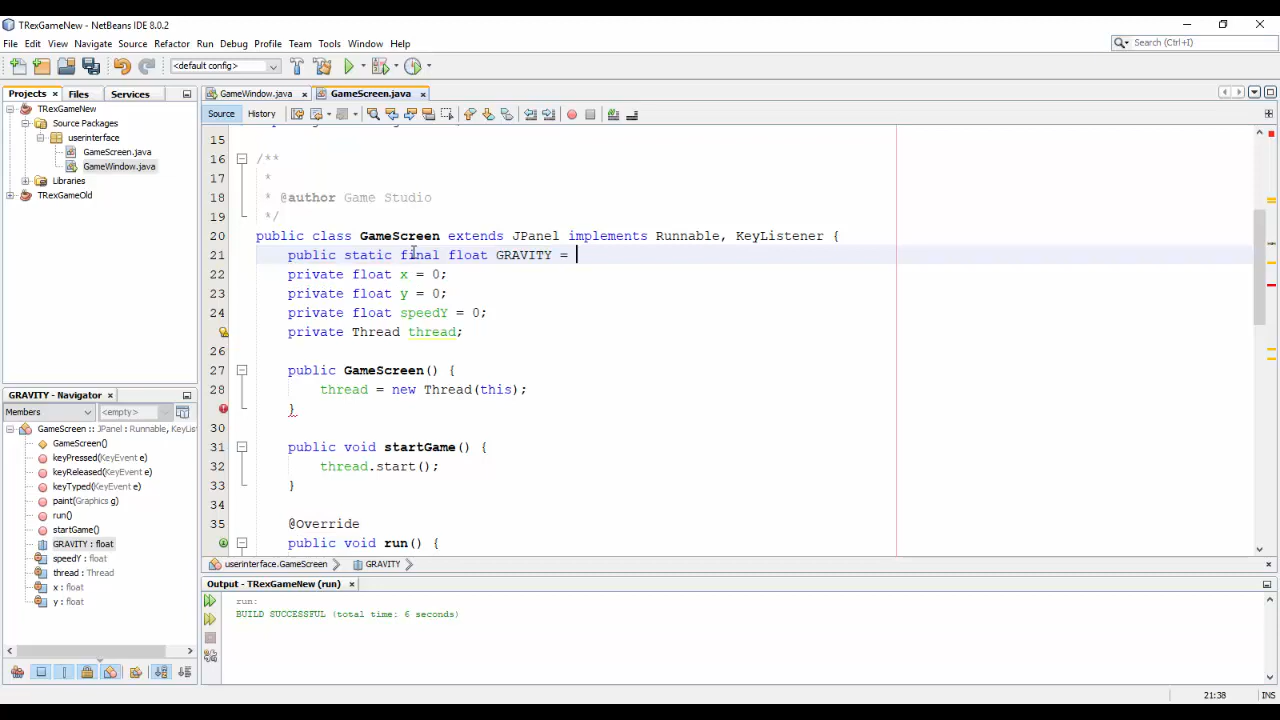 TRexGameNew - NetBeans IDE 8.0.2
File Edit View Navigate Source Refactor Run Debug Profile Team Tools Window Help
Search (Ctrl+I)
<default config>
Projects Files Services
GameWindow.java GameScreen.java
Source History
TRexGameNew
Source Packages
userinterface
GameScreen.java
GameWindow.java
Libraries
TRexGameOld
15
16 /**
17 *
18 * @author Game Studio
19 */
20 public class GameScreen extends JPanel implements Runnable, KeyListener {
21 public static final float GRAVITY =
22 private float x = 0;
23 private float y = 0;
24 private float speedY = 0;
private Thread thread;
26
27 public GameScreen() {
28 thread = new Thread(this);
}
30
31 public void startGame() {
32 thread.start();
33 }
34
35 @Override
public void run() {
GRAVITY - Navigator
Members <empty>
GameScreen :: JPanel : Runnable, KeyList
GameScreen()
keyPressed(KeyEvent e)
keyReleased(KeyEvent e)
keyTyped(KeyEvent e)
paint(Graphics g)
run()
startGame()
GRAVITY : float
speedY : float
thread : Thread
x : float
y : float
userinterface.GameScreen GRAVITY
Output - TRexGameNew (run)
run:
BUILD SUCCESSFUL (total time: 6 seconds)
21:38 INS